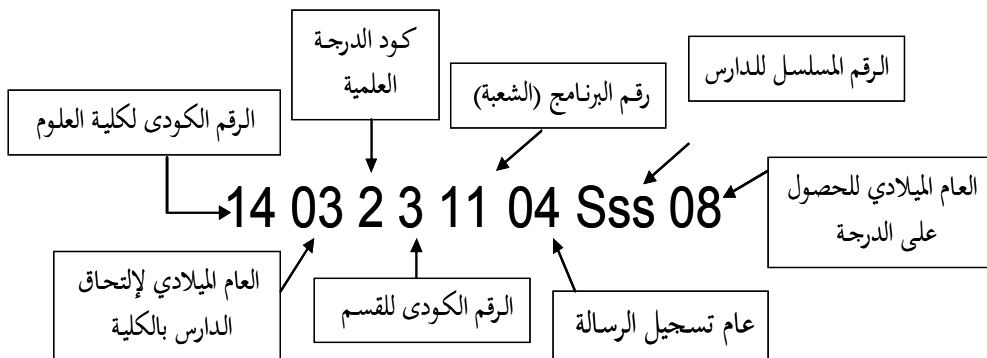 كود الدرجة
العلمية
الرقم المسلسل للدارس
رقم البرنامج (الشعبة)
الرقم الكودى لكلية العلوم
العام الميلادي للحصول
على الدرجة
14 03 2 3 11 04 Sss 08
العام الميلادي لإلتحاق
الدارس بالكلية
الرقم الكودى للقسم
عام تسجيل الرسالة